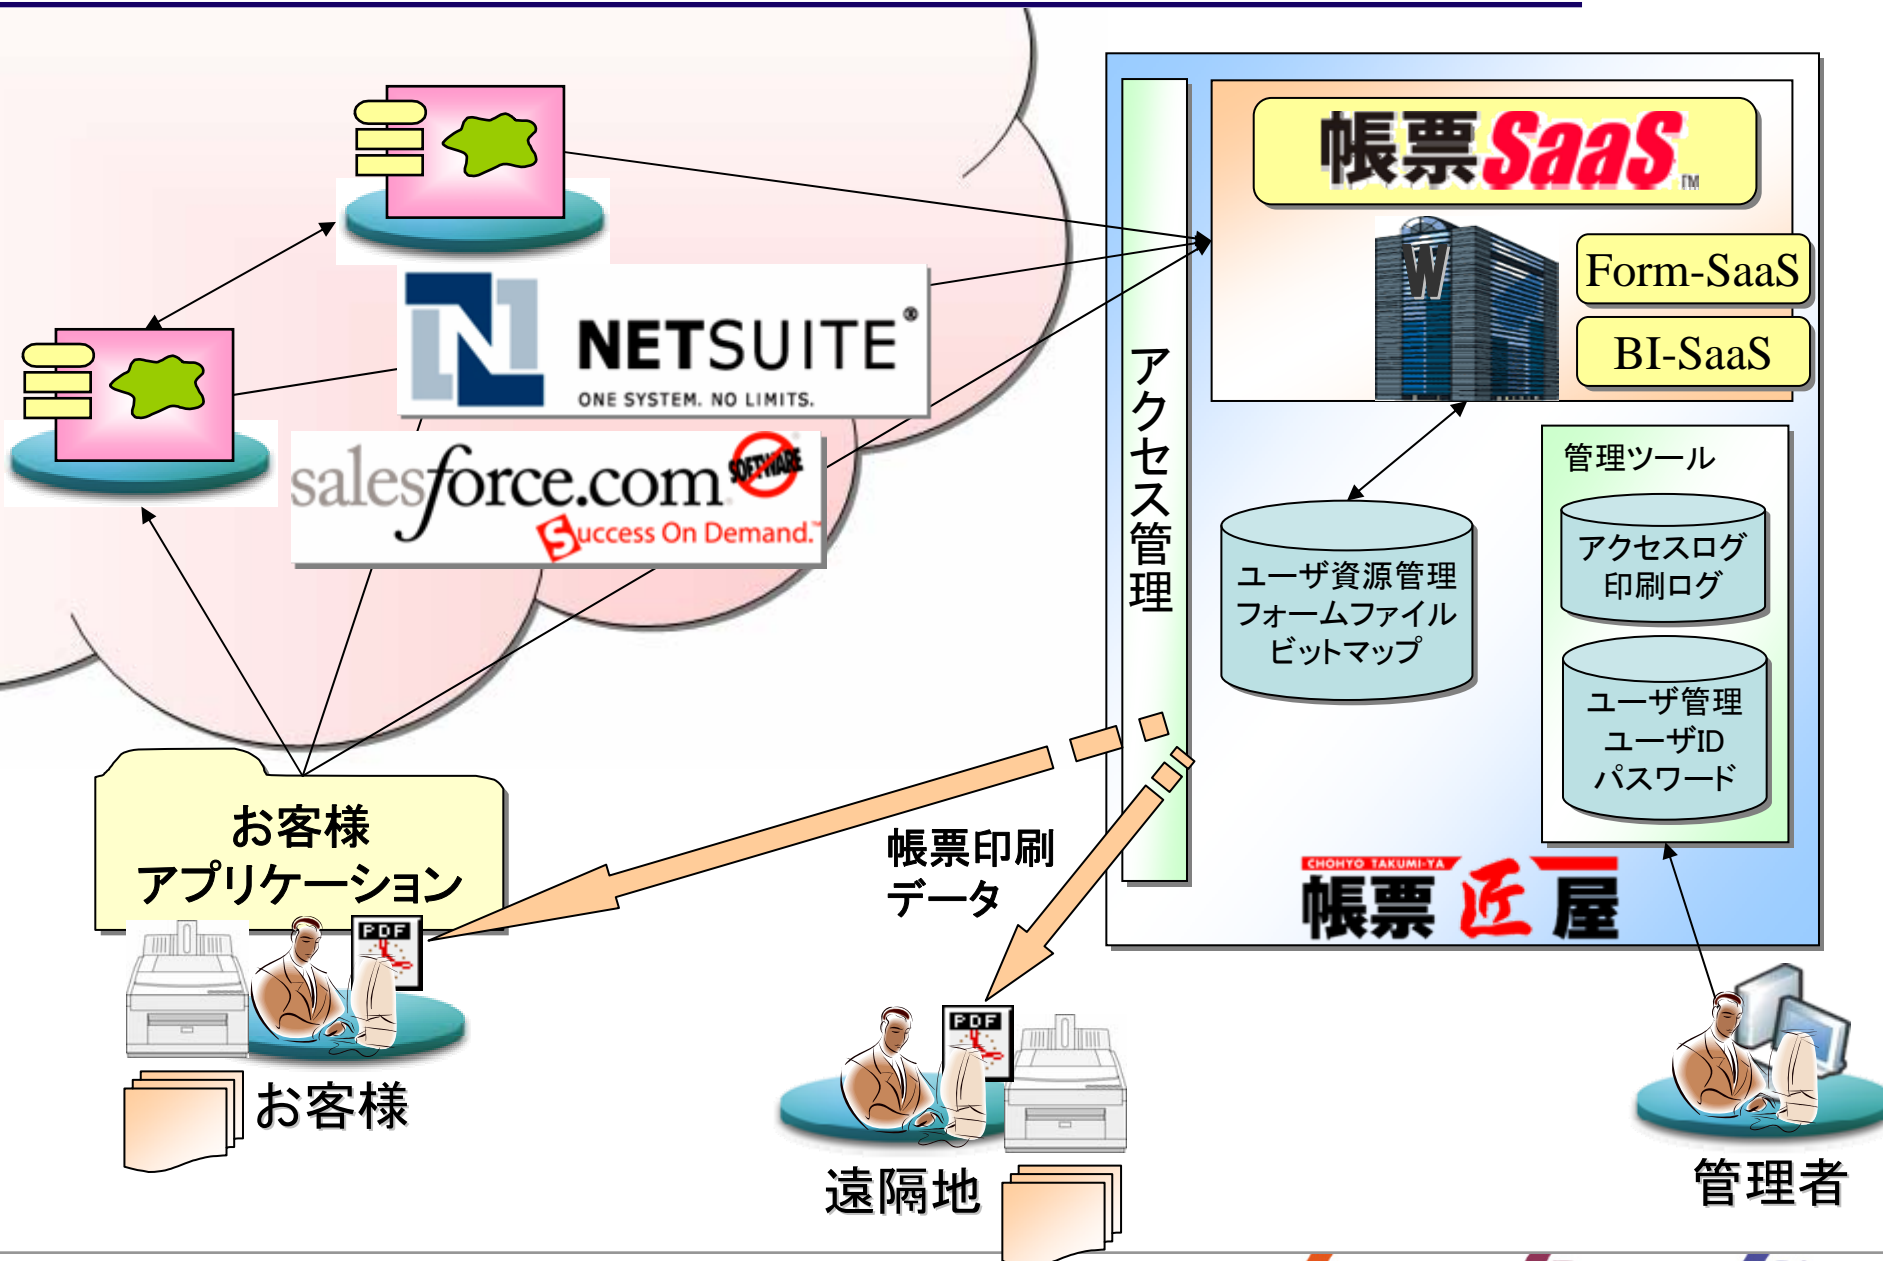 帳票SaaS™
W
Form-SaaS
BI-SaaS
NETSUITE®
ONE SYSTEM. NO LIMITS.
salesforce.com®
SOFTWARE
Success On Demand.™
アクセス管理
管理ツール
アクセスログ
印刷ログ
ユーザ資源管理
フォームファイル
ビットマップ
ユーザ管理
ユーザID
パスワード
お客様
アプリケーション
帳票印刷
データ
CHOHYO TAKUMI-YA
帳票 匠 屋
PDF
お客様
PDF
遠隔地
管理者